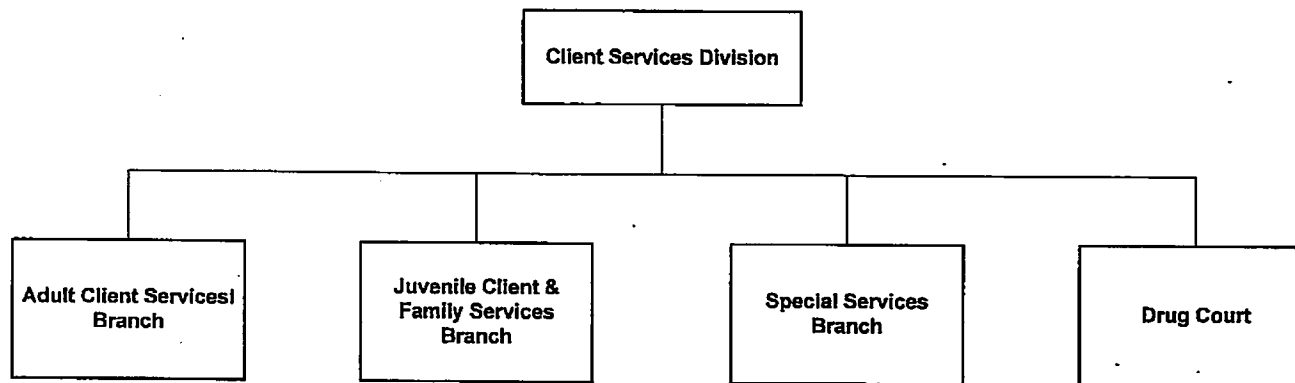 Client Services Division
Adult Client Servicesl
Branch
Juvenile Client &
Family Services
Branch
Special Services
Branch
Drug Court